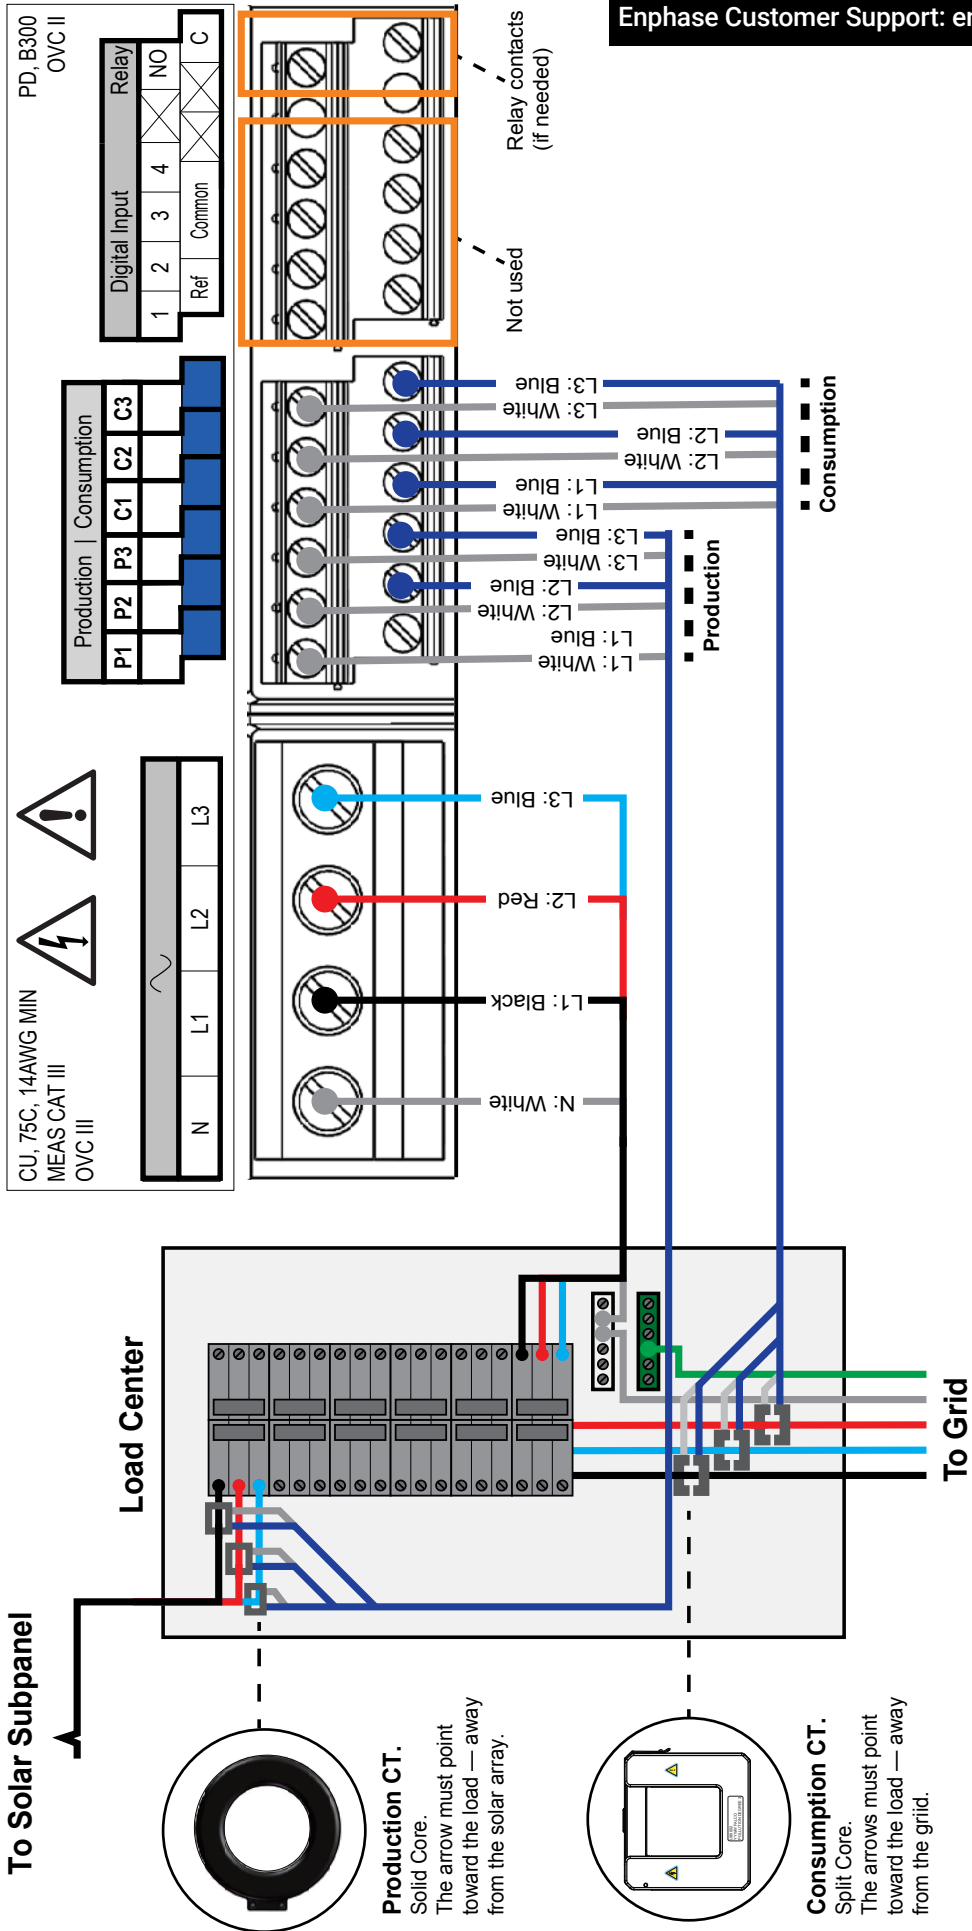 Enphase Customer Support: en
PD, B300
OVC II
Digital Input
Relay
1 2 3 4 NO
Ref Common C
Production | Consumption
P1 P2 P3 C1 C2 C3
CU, 75C, 14AWG MIN
MEAS CAT III
OVC III
N L1 L2 L3
Relay contacts
(if needed)
Not used
N: White
L1: Black
L2: Red
L3: Blue
L1: White
L1: Blue
L2: White
L2: Blue
L3: White
L3: Blue
L1: White
L1: Blue
L2: White
L2: Blue
L3: White
L3: Blue
Production
Consumption
To Solar Subpanel
Load Center
To Grid
Production CT.
Solid Core.
The arrow must point
toward the load — away
from the solar array.
Consumption CT.
Split Core.
The arrows must point
toward the load — away
from the griid.